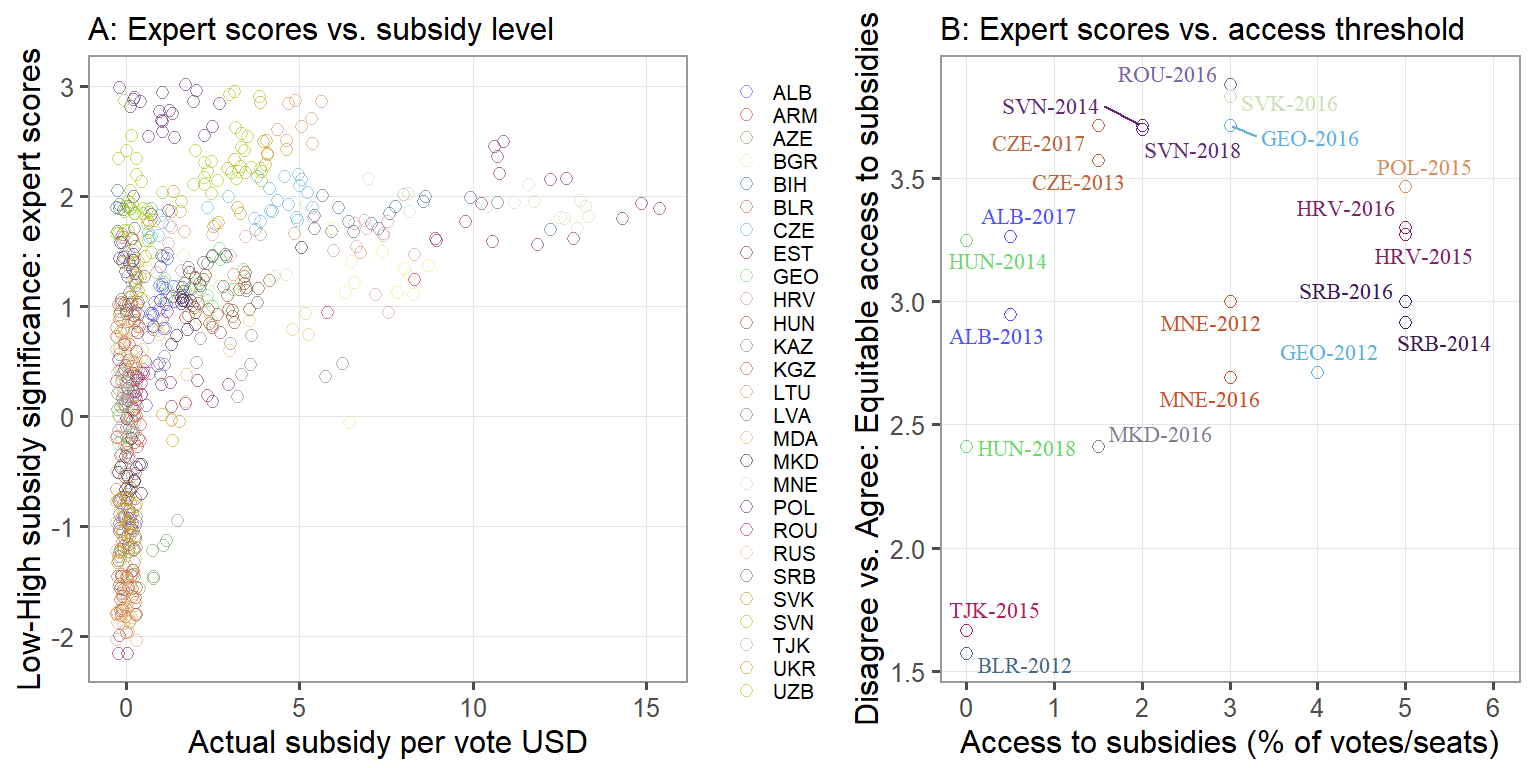 A: Expert scores vs. subsidy level
Low-High subsidy significance: expert scores
3
2
1
0
-1
-2
0
5
10
15
Actual subsidy per vote USD
ALB
ARM
AZE
BGR
BIH
BLR
CZE
EST
GEO
HRV
HUN
KAZ
KGZ
LTU
LVA
MDA
MKD
MNE
POL
ROU
RUS
SRB
SVK
SVN
TJK
UKR
UZB
B: Expert scores vs. access threshold
Disagree vs. Agree: Equitable access to subsidies
3.5
3.0
2.5
2.0
1.5
ROU-2016
SVN-2014
SVK-2016
CZE-2017
GEO-2016
SVN-2018
CZE-2013
POL-2015
HRV-2016
ALB-2017
HUN-2014
HRV-2015
SRB-2016
MNE-2012
ALB-2013
SRB-2014
GEO-2012
MNE-2016
MKD-2016
HUN-2018
TJK-2015
BLR-2012
0
1
2
3
4
5
6
Access to subsidies (% of votes/seats)